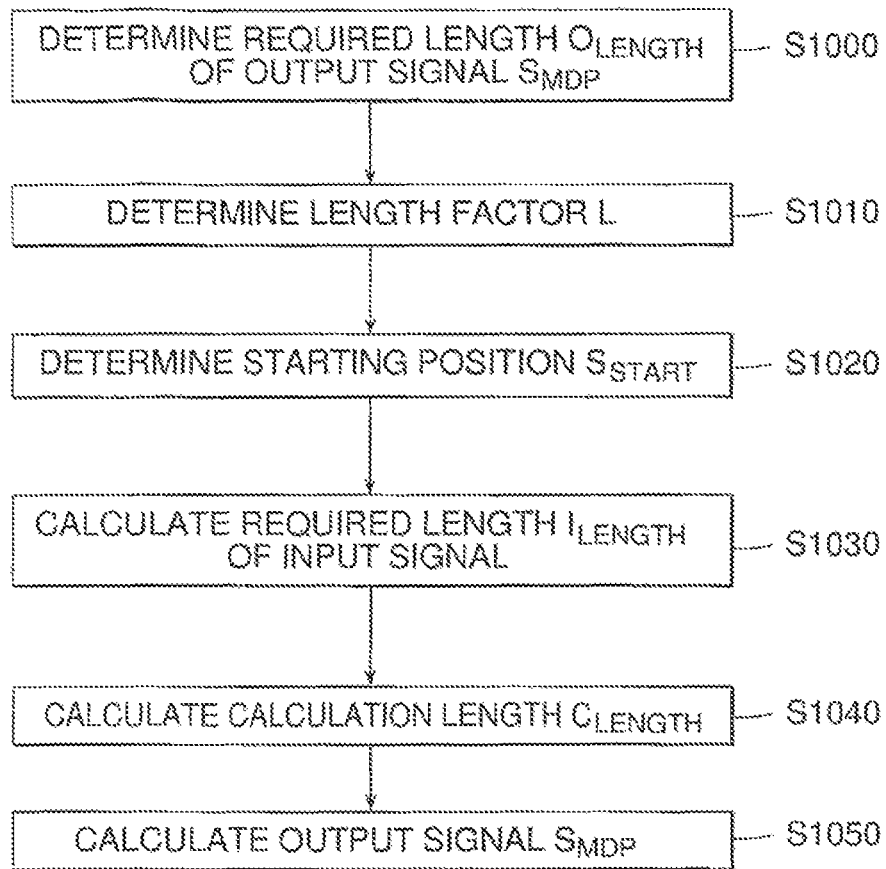 DETERMINE REQUIRED LENGTH O_LENGTH
OF OUTPUT SIGNAL S_MDP
S1000
DETERMINE LENGTH FACTOR L
S1010
DETERMINE STARTING POSITION S_START
S1020
CALCULATE REQUIRED LENGTH I_LENGTH
OF INPUT SIGNAL
S1030
CALCULATE CALCULATION LENGTH C_LENGTH
S1040
CALCULATE OUTPUT SIGNAL S_MDP
S1050